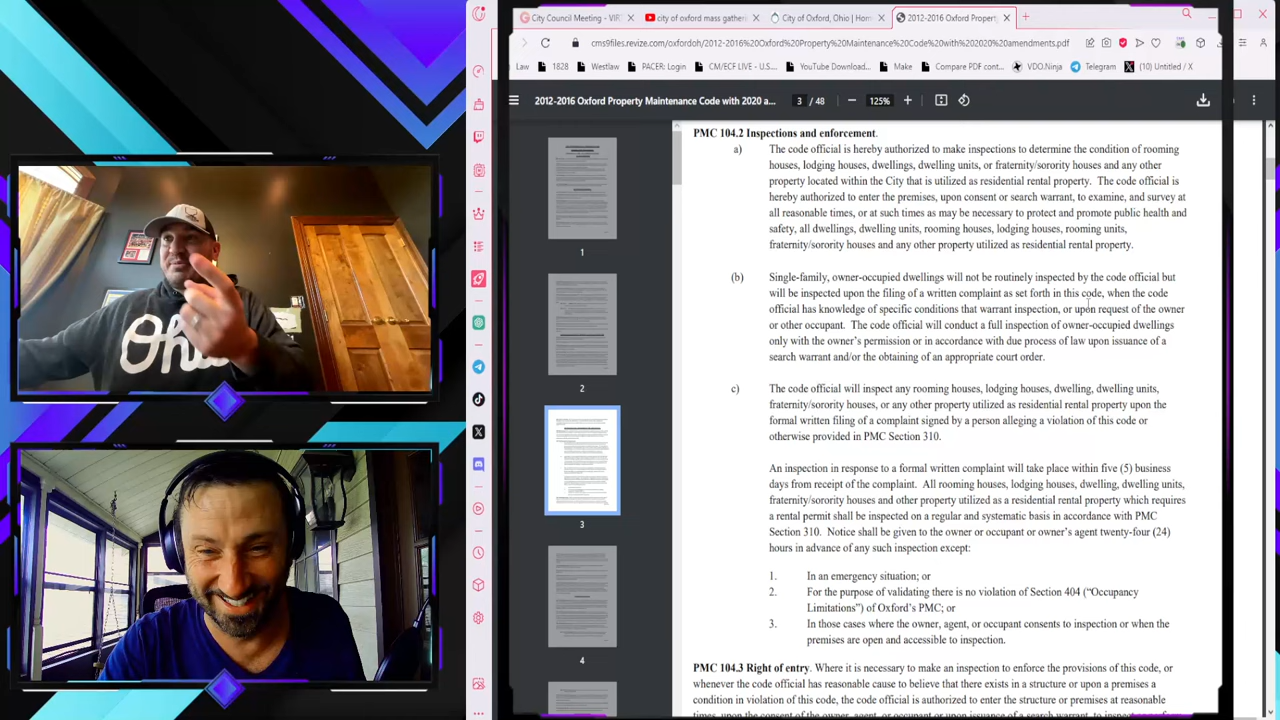 City Council Meeting - VIR
city of oxford mass gather
City of Oxford, Ohio | Hom
2012-2016 Oxford Propert
cms9files.revize.com/oxfordoh/2012-2016%20Oxford%20Property%20Maintenance%20Code%20with%202020%20amendments.pdf
Law
1828
Westlaw
PACER: Login
CM/ECF LIVE - U.S....
YouTube Download...
Make
Compare PDF cont...
VDO.Ninja
Telegram
(10) Untitled / X
2012-2016 Oxford Property Maintenance Code with 2020 a...
3 / 48
125%
1
2
3
4
Ohi
PMC 104.2 Inspections and enforcement.
a) The code official is hereby authorized to make inspections to determine the condition of rooming
houses, lodging houses, dwellings, dwelling units, or fraternity/sorority houses and any other
property located within the City that is utilized as residential rental property. The code official is
hereby authorized to enter the premises, upon consent or search warrant, to examine, and survey at
all reasonable times, or at such times as may be necessary to protect and promote public health and
safety, all dwellings, dwelling units, rooming houses, lodging houses, rooming units,
fraternity/sorority houses and any other property utilized as residential rental property.
(b) Single-family, owner-occupied dwellings will not be routinely inspected by the code official but
will be inspected upon the filing of a written complaint as set forth in this code, when the code
official has knowledge of specific conditions that warrant inspection, or upon request of the owner
or other occupant. The code official will conduct a full inspection of owner-occupied dwellings
only with the owner's permission or in accordance with due process of law upon issuance of a
search warrant and/or the obtaining of an appropriate court order.
c) The code official will inspect any rooming houses, lodging houses, dwelling, dwelling units,
fraternity/sorority houses, or any other property utilized as residential rental property upon the
formal written filing of a complaint signed by a person alleging a violation of this code or
otherwise within PMC Section 310.
An inspection pursuant to a formal written complaint will take place within five (5) business
days from receipt of the complaint. All rooming houses, lodging houses, dwelling, dwelling units,
fraternity/sorority houses and other property utilized as a residential rental property which requires
a rental permit shall be inspected on a regular and systematic basis in accordance with PMC
Section 310. Notice shall be given to the owner or occupant or owner's agent twenty-four (24)
hours in advance of any such inspection except:
1. In an emergency situation; or
2. For purposes of validating there is no violation of Section 404 ("Occupancy
Limitations") of Oxford's PMC; or
3. In those cases where the owner, agent, or occupant consents to inspection or when the
premises are open and accessible to inspection.
PMC 104.3 Right of entry. Where it is necessary to make an inspection to enforce the provisions of this code, or
whenever the code official has reasonable cause to believe that there exists in a structure or upon a premises a
condition in violation of this code, the code official is authorized to enter the structure or premises at reasonable